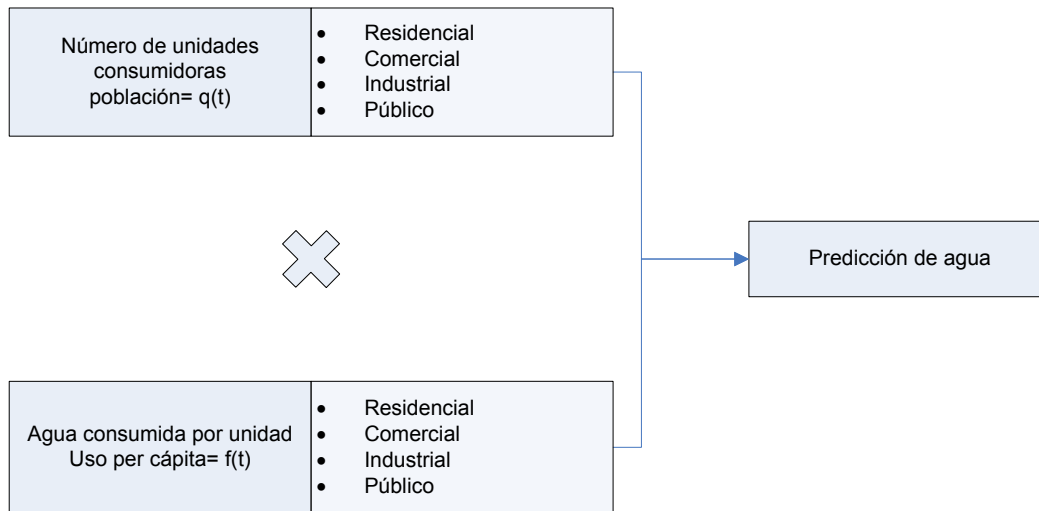 Número de unidades
consumidoras
población= q(t)
• Residencial
• Comercial
• Industrial
• Público
Predicción de agua
Agua consumida por unidad
Uso per cápita= f(t)
• Residencial
• Comercial
• Industrial
• Público